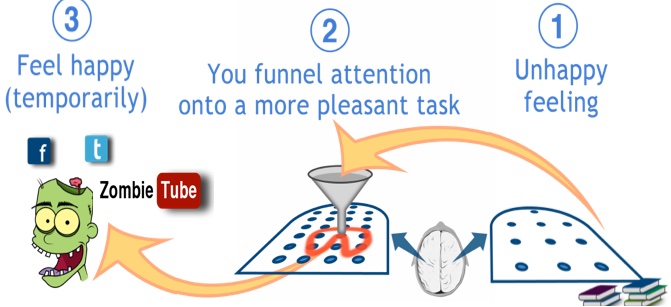 3
Feel happy
(temporarily)
2
You funnel attention
onto a more pleasant task
1
Unhappy
feeling
f
t
Zombie Tube